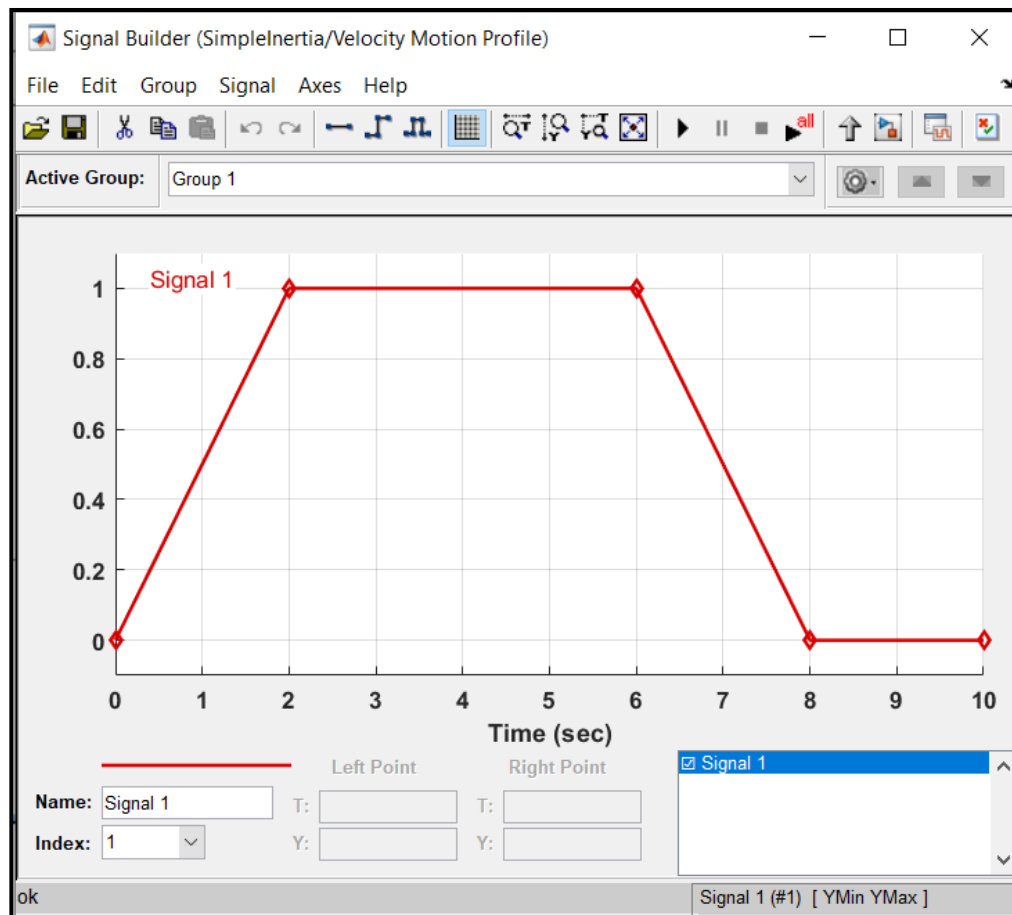 Signal Builder (SimpleInertia/Velocity Motion Profile)
File Edit Group Signal Axes Help
all
Active Group: Group 1
Signal 1
1
0.8
0.6
0.4
0.2
0
0 1 2 3 4 5 6 7 8 9 10
Time (sec)
Left Point Right Point
Signal 1
Name: Signal 1 T: T:
Index: 1 Y: Y:
ok Signal 1 (#1) [ YMin YMax ]